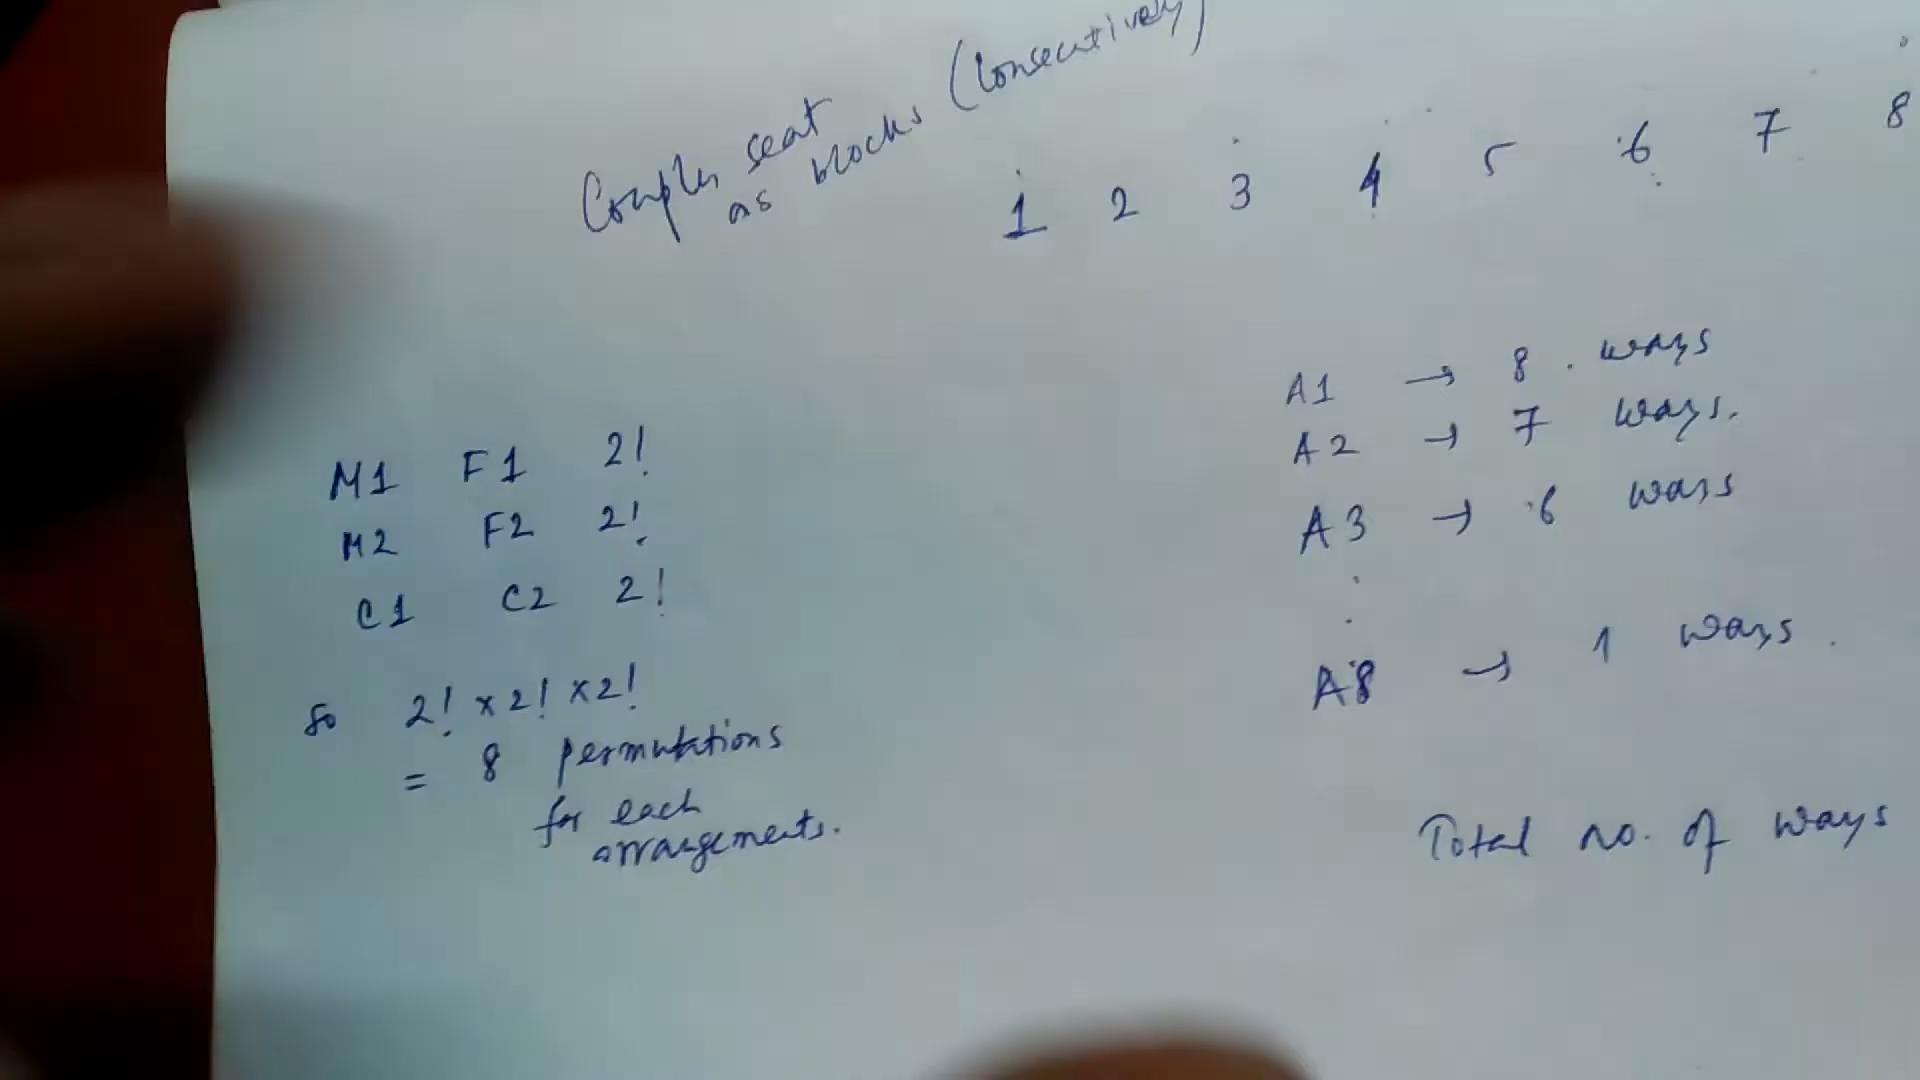 Couples seat
as blocks (Consecutively)
1 2 3 4 5 6 7 8
M1 F1 2!
M2 F2 2!
C1 C2 2!
So 2! x 2! x 2!
= 8 permutations
for each
arrangements.
A1 → 8 . ways
A2 → 7 ways.
A3 → 6 ways
A8 → 1 ways .
Total no. of ways